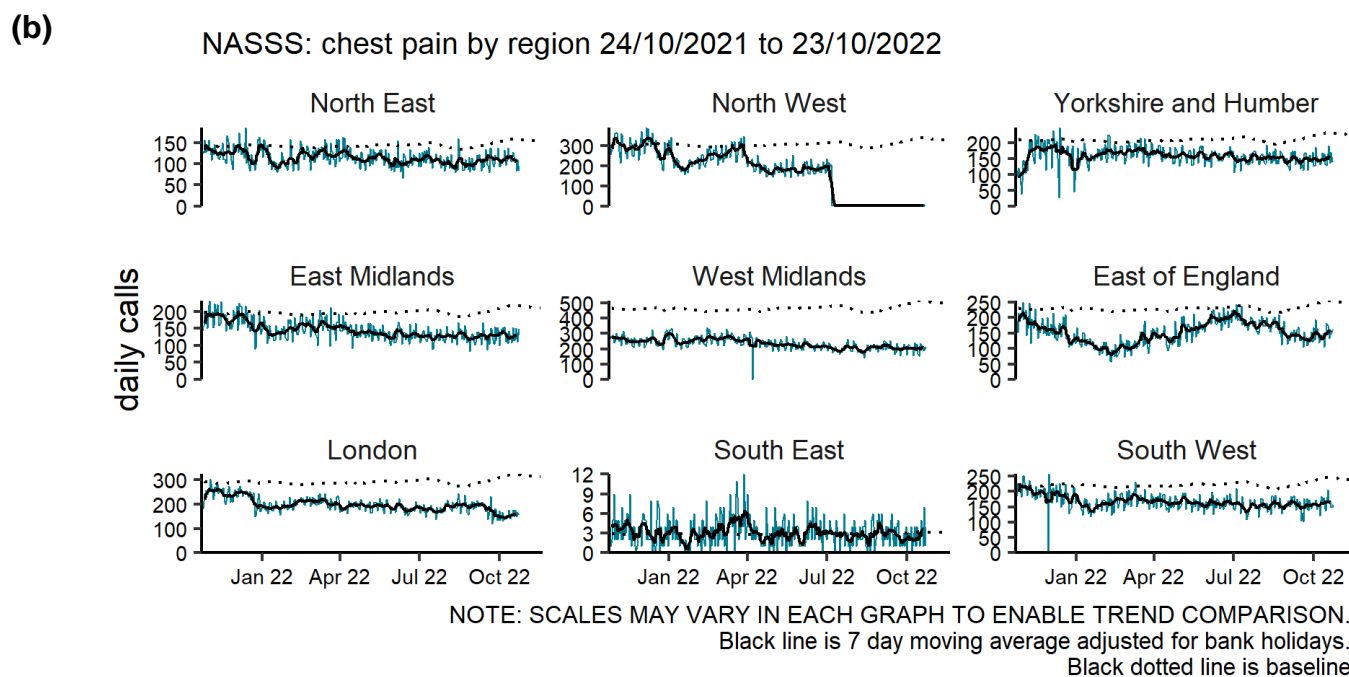 (b)
NASSS: chest pain by region 24/10/2021 to 23/10/2022
North East
150
100
50
0
North West
300
200
100
0
Yorkshire and Humber
200
150
100
50
0
daily calls
East Midlands
200
150
100
50
0
West Midlands
500
400
300
200
100
0
East of England
250
200
150
100
50
0
London
300
200
100
0
Jan 22 Apr 22 Jul 22 Oct 22
South East
12
9
6
3
0
Jan 22 Apr 22 Jul 22 Oct 22
South West
250
200
150
100
50
0
Jan 22 Apr 22 Jul 22 Oct 22
NOTE: SCALES MAY VARY IN EACH GRAPH TO ENABLE TREND COMPARISON.
Black line is 7 day moving average adjusted for bank holidays.
Black dotted line is baseline